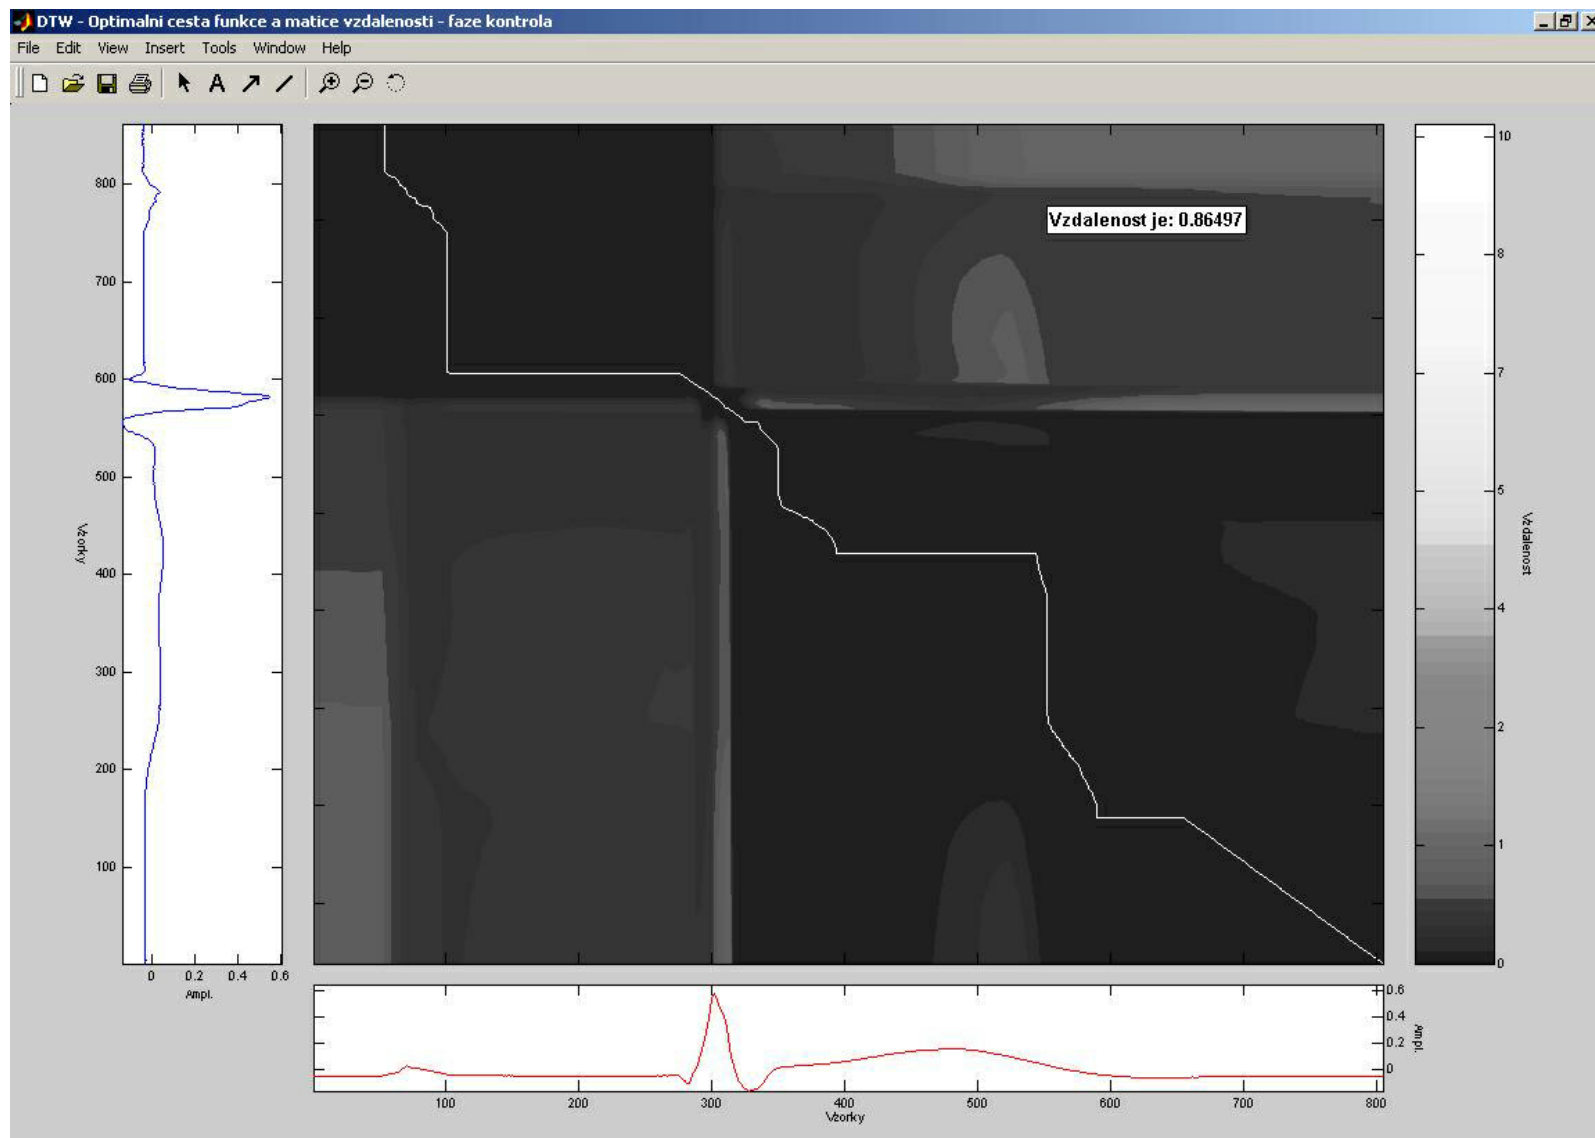 DTW - Optimalni cesta funkce a matice vzdalenosti - faze kontrola
File Edit View Insert Tools Window Help
Vzdalenost je: 0.86497
800
700
600
500
400
300
200
100
Vzorky
0 0.2 0.4 0.6
Ampl.
10
8
7
5
4
2
1
0
Vzdalenost
0.6
0.4
0.2
0
Ampl.
100 200 300 400 500 600 700 800
Vzorky